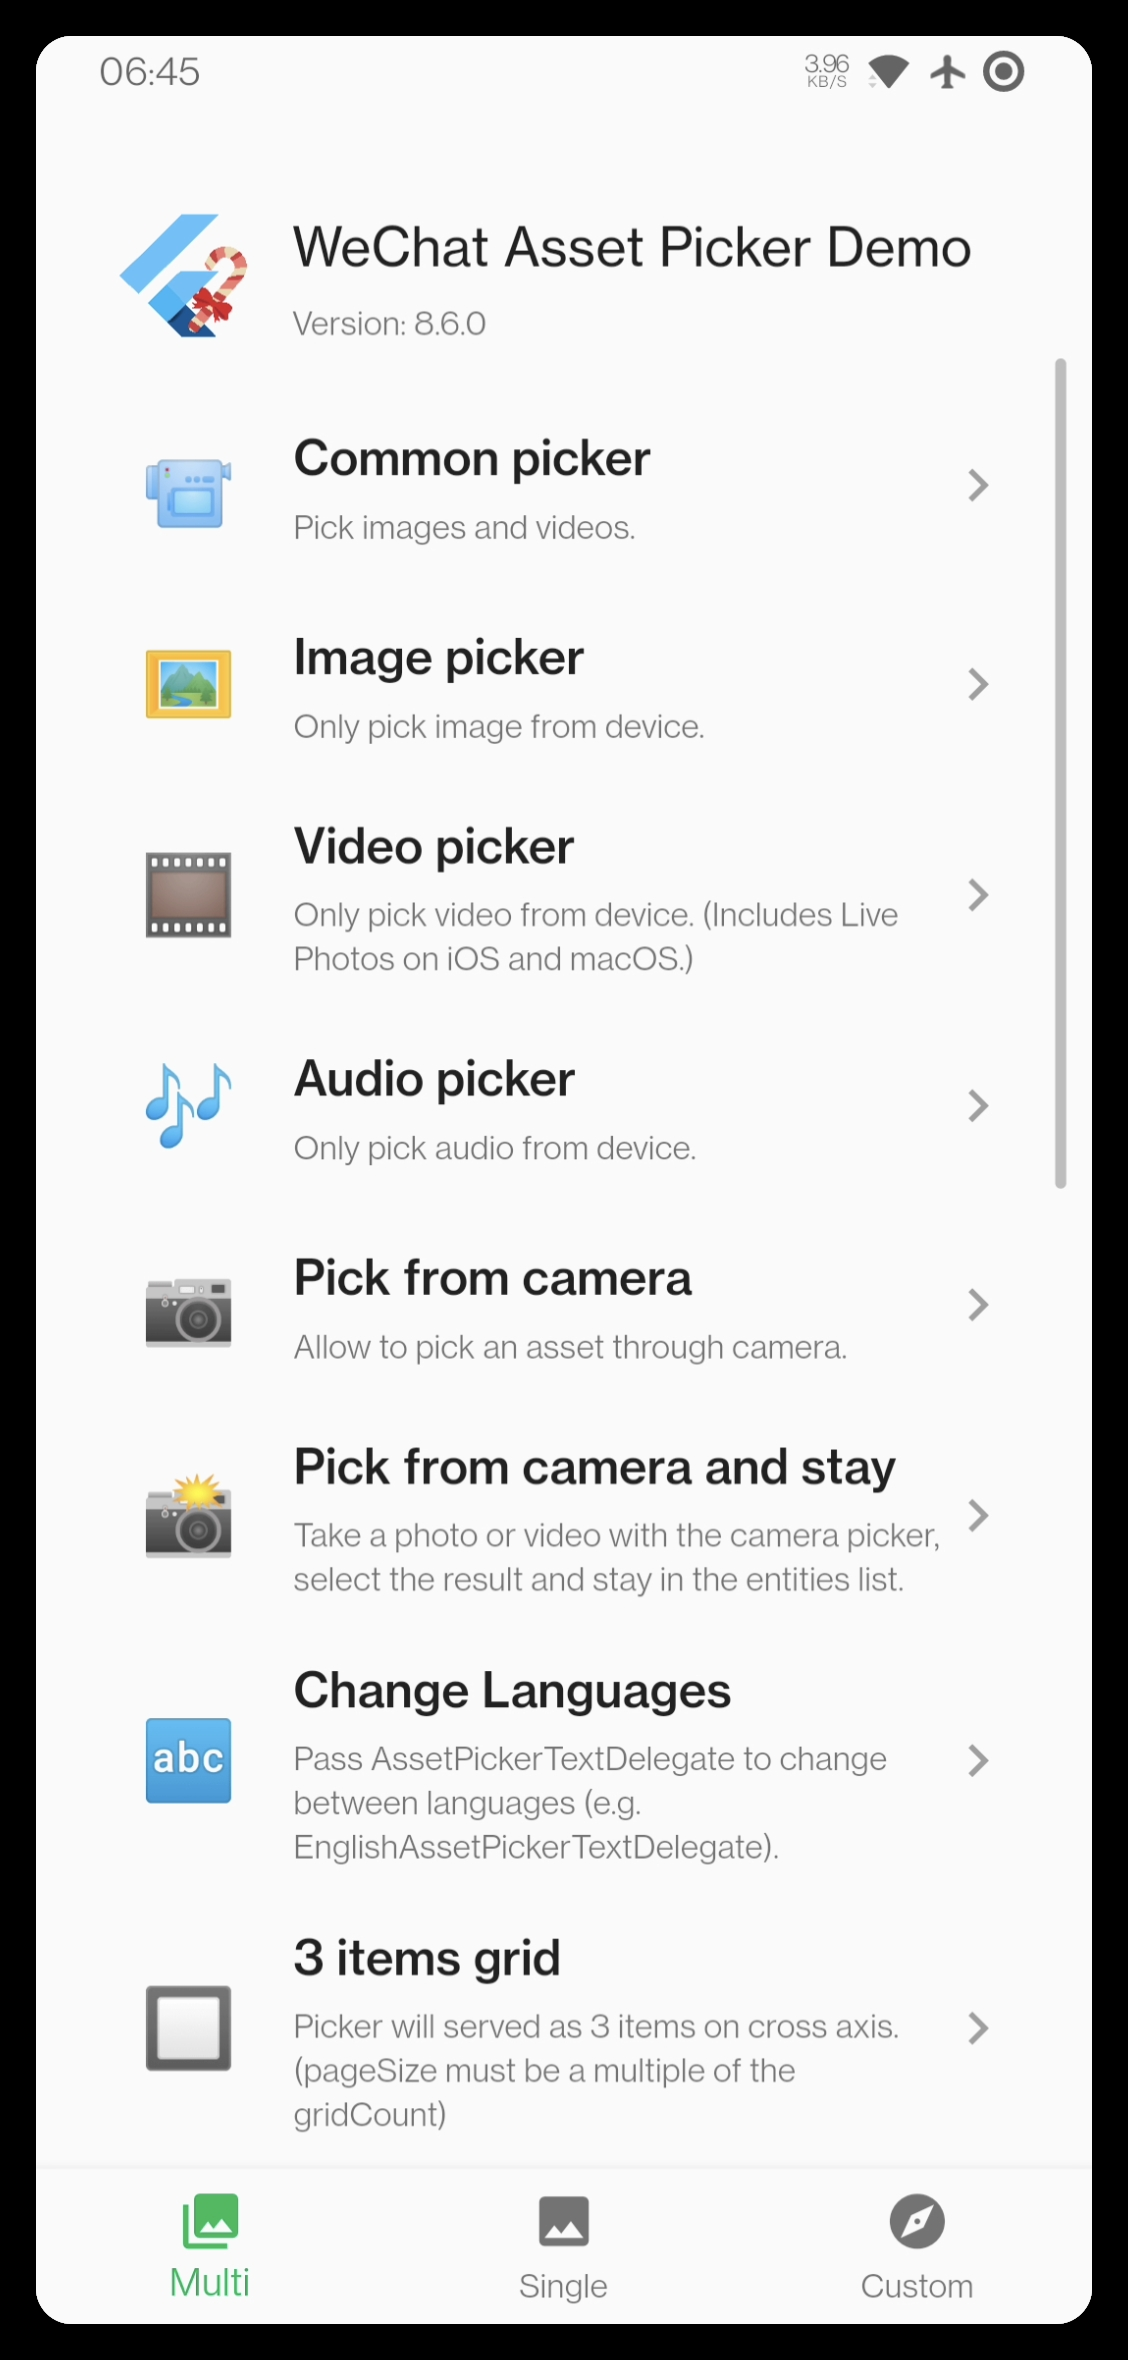 06:45
3.96
KB/S
WeChat Asset Picker Demo
Version: 8.6.0
Common picker
Pick images and videos.
Image picker
Only pick image from device.
Video picker
Only pick video from device. (Includes Live
Photos on iOS and macOS.)
Audio picker
Only pick audio from device.
Pick from camera
Allow to pick an asset through camera.
Pick from camera and stay
Take a photo or video with the camera picker,
select the result and stay in the entities list.
Change Languages
abc
Pass AssetPickerTextDelegate to change
between languages (e.g.
EnglishAssetPickerTextDelegate).
3 items grid
Picker will served as 3 items on cross axis.
(pageSize must be a multiple of the
gridCount)
Multi
Single
Custom